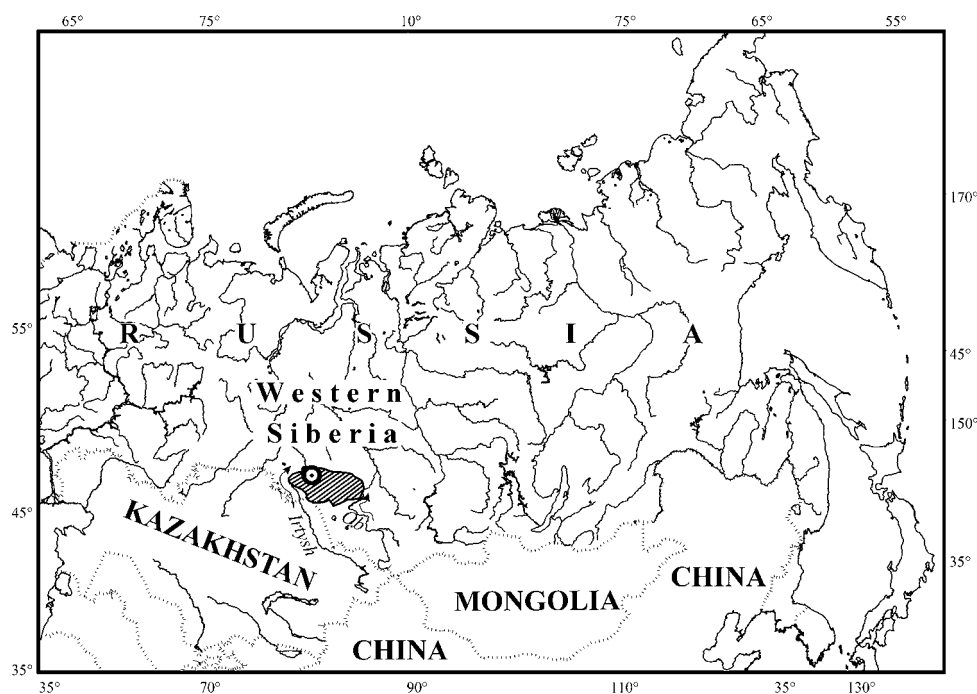 65° 75° 10° 75° 65° 55°
170°
55° R U S S I A
45°
Western
150°
Siberia
45° KAZAKHSTAN Irtysh Ob
35°
CHINA
MONGOLIA
CHINA
35°
70° 90° 110° 35° 130°